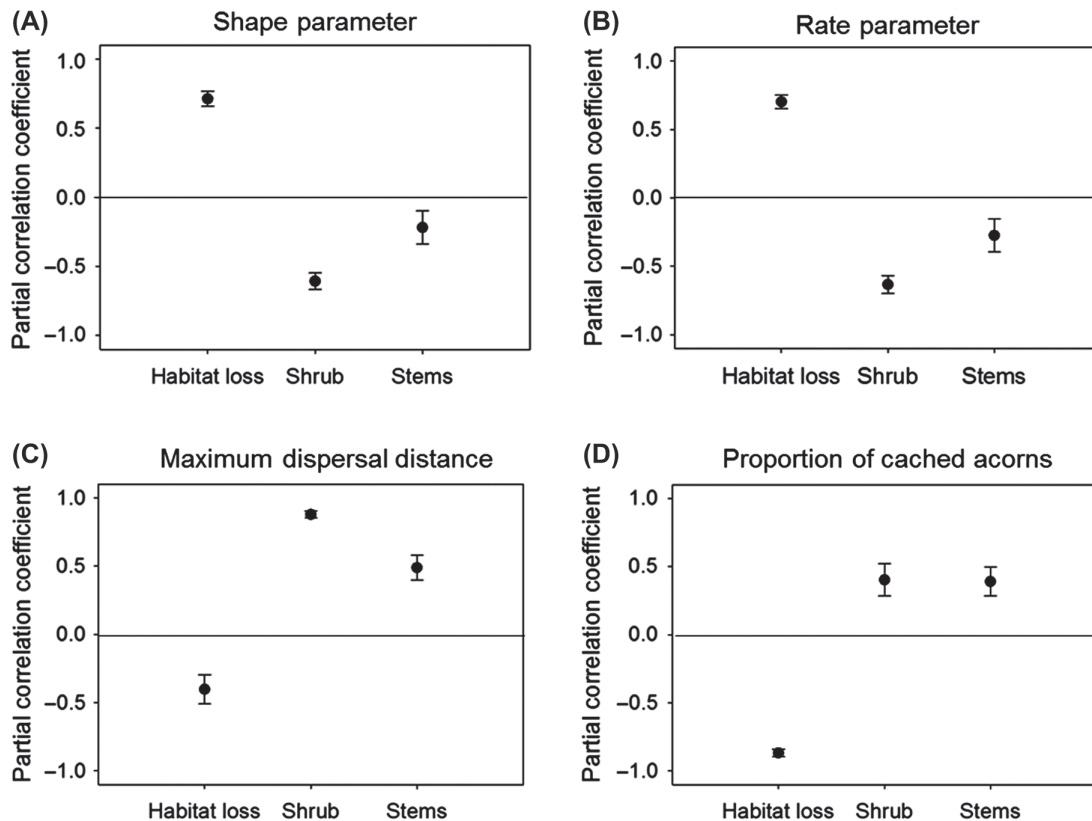 (A) Shape parameter
Partial correlation coefficient
1.0
0.5
0.0
−0.5
−1.0
Habitat loss Shrub Stems
(B) Rate parameter
Partial correlation coefficient
1.0
0.5
0.0
−0.5
−1.0
Habitat loss Shrub Stems
(C) Maximum dispersal distance
Partial correlation coefficient
1.0
0.5
0.0
−0.5
−1.0
Habitat loss Shrub Stems
(D) Proportion of cached acorns
Partial correlation coefficient
1.0
0.5
0.0
−0.5
−1.0
Habitat loss Shrub Stems